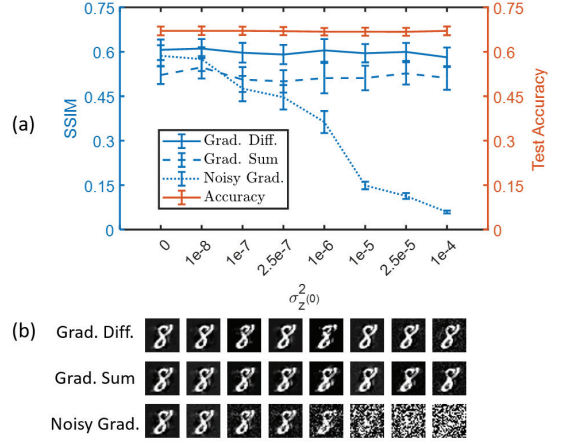 (a)
SSIM
0.75
0.6
0.45
0.3
0.15
0
Grad. Diff.
Grad. Sum
Noisy Grad.
Accuracy
0.75
0.6
0.45
0.3
0.15
0
Test Accuracy
0 1e-8 1e-7 2.5e-7 1e-6 1e-5 2.5e-5 1e-4
σ²z(0)
(b)
Grad. Diff.
Grad. Sum
Noisy Grad.